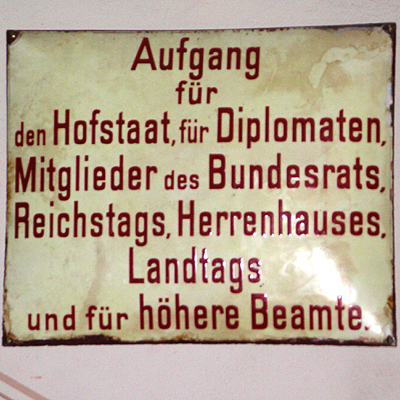 Aufgang
für
den Hofstaat, für Diplomaten,
Mitglieder des Bundesrats,
Reichstags, Herrenhauses,
Landtags
und für höhere Beamte.